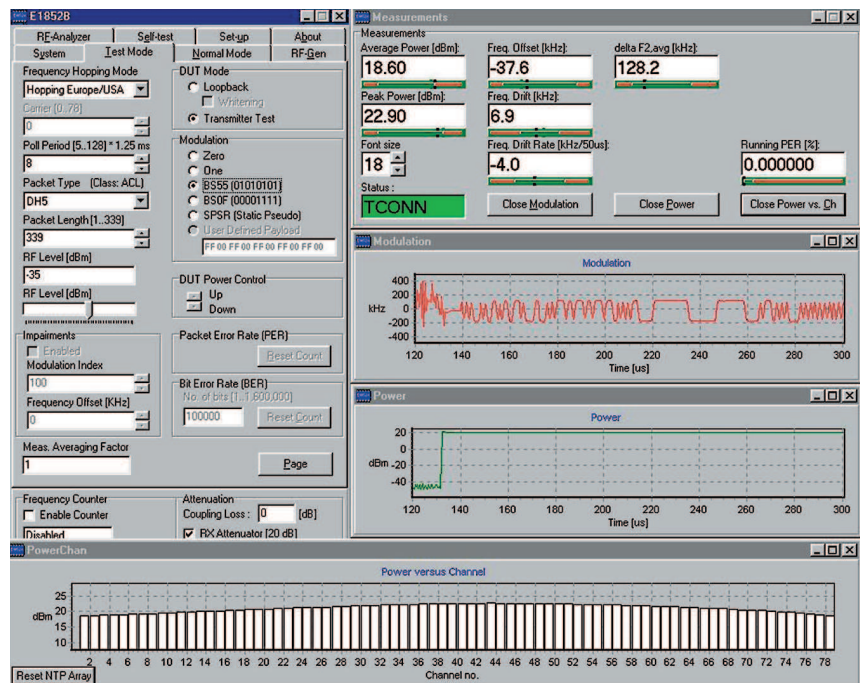 E1852B
RF-Analyzer Self-test Set-up About
System Test Mode Normal Mode RF-Gen
Frequency Hopping Mode
Hopping Europe/USA
Carrier [0..78]
0
Poll Period [5..128] * 1.25 ms
8
Packet Type (Class: ACL)
DH5
Packet Length [1..339]
339
RF Level [dBm]
-35
RF Level [dBm]
Impairments
Enabled
Modulation Index
100
Frequency Offset [KHz]
0
Meas. Averaging Factor
1
DUT Mode
Loopback
Whitening
Transmitter Test
Modulation
Zero
One
BS55 (01010101)
BS0F (00001111)
SPSR (Static Pseudo)
User Defined Payload
FF 00 FF 00 FF 00 FF 00
DUT Power Control
Up
Down
Packet Error Rate (PER)
Reset Count
Bit Error Rate (BER)
No. of bits [1..1,600,000]
100000
Reset Count
Page
Frequency Counter
Enable Counter
Disabled
Attenuation
Coupling Loss : 0 [dB]
RX Attenuator [20 dB]
Measurements
Measurements
Average Power [dBm]: Freq. Offset [kHz]: delta F2,avg [kHz]:
18.60 -37.6 128.2
Peak Power [dBm]: Freq. Drift [kHz]:
22.90 6.9
Font size Freq. Drift Rate [kHz/50us]: Running PER [%]:
18 -4.0 0.000000
Status :
TCONN Close Modulation Close Power Close Power vs. Ch
Modulation
Modulation
400
200
kHz 0
-200
-400
120 140 160 180 200 220 240 260 280 300
Time [us]
Power
Power
20
0
dBm -20
-40
120 140 160 180 200 220 240 260 280 300
Time [us]
PowerChan
Power versus Channel
25
dBm 20
15
10
2 4 6 8 10 12 14 16 18 20 22 24 26 28 30 32 34 36 38 40 42 44 46 48 50 52 54 56 58 60 62 64 66 68 70 72 74 76 78
Channel no.
Reset NTP Array